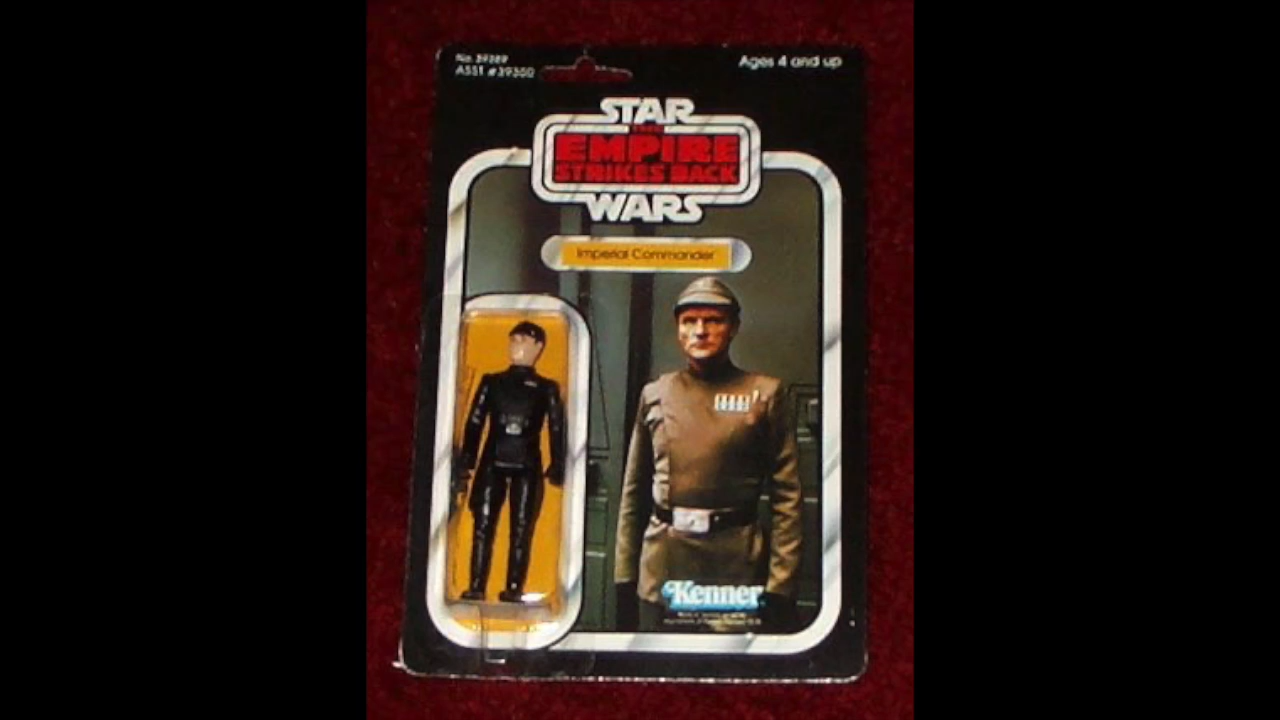 No. 39389
ASST #39350
Ages 4 and up
STAR
THE
EMPIRE
STRIKES BACK
WARS
Imperial Commander
Kenner